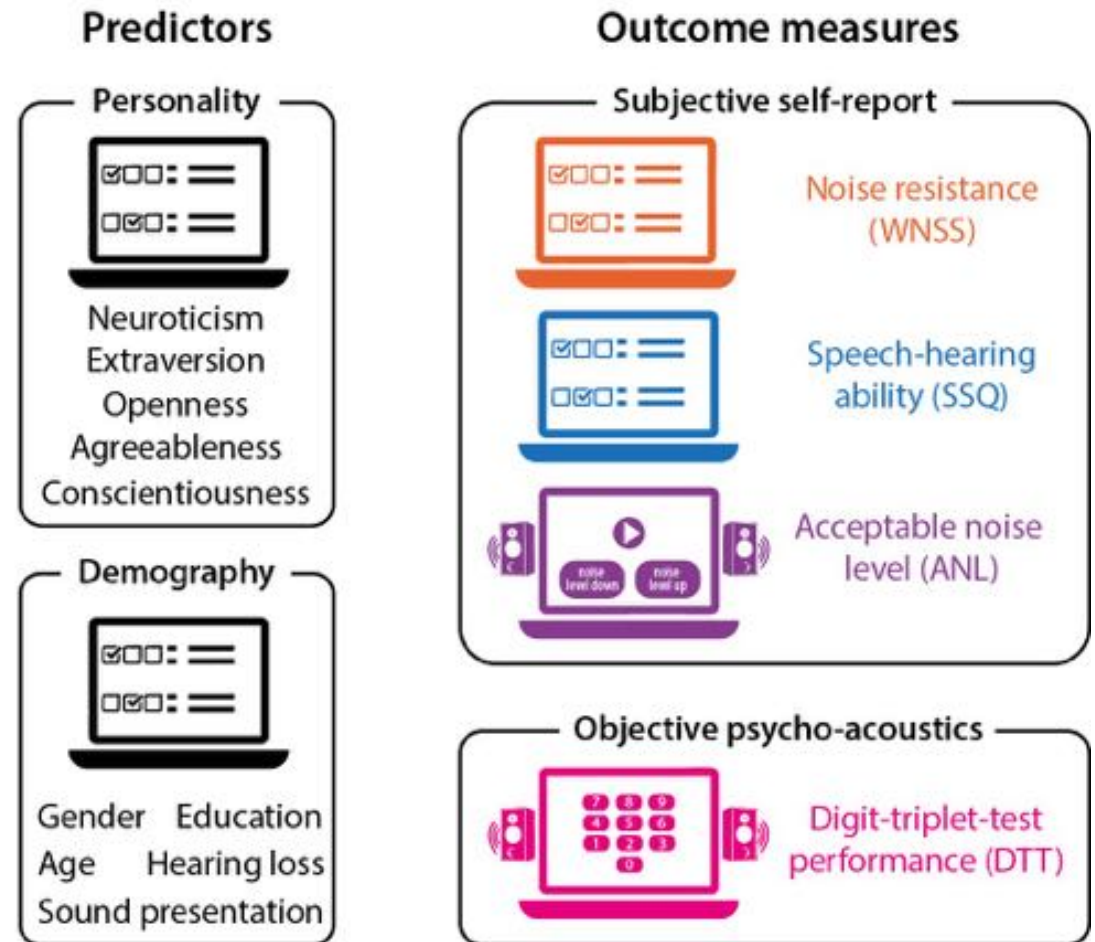 Predictors
Personality
Neuroticism
Extraversion
Openness
Agreeableness
Conscientiousness
Demography
Gender Education
Age Hearing loss
Sound presentation
Outcome measures
Subjective self-report
Noise resistance
(WNSS)
Speech-hearing
ability (SSQ)
noise
level down
noise
level up
Acceptable noise
level (ANL)
Objective psycho-acoustics
7 8 9
4 5 6
1 2 3
0
Digit-triplet-test
performance (DTT)